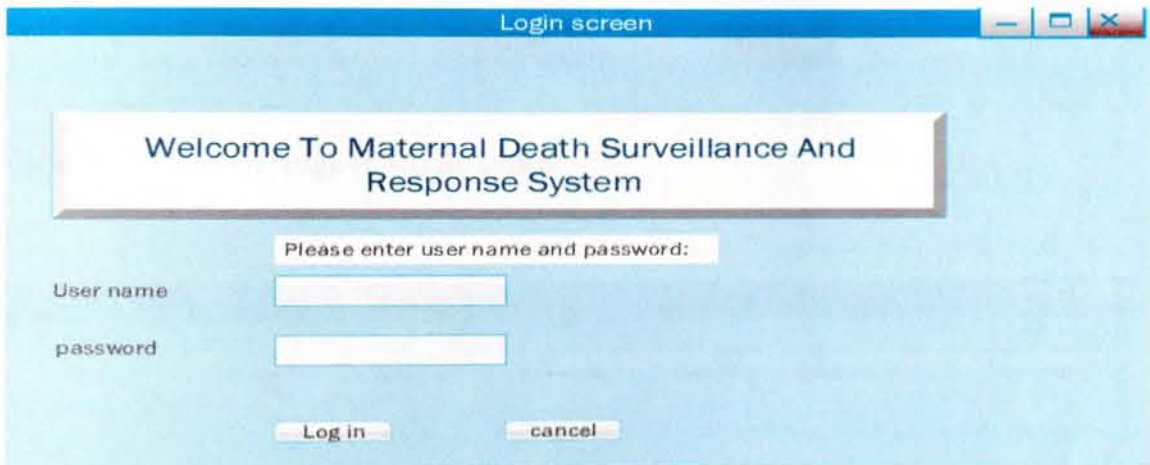 Login screen
Welcome To Maternal Death Surveillance And
Response System
Please enter user name and password:
User name
password
Log in
cancel